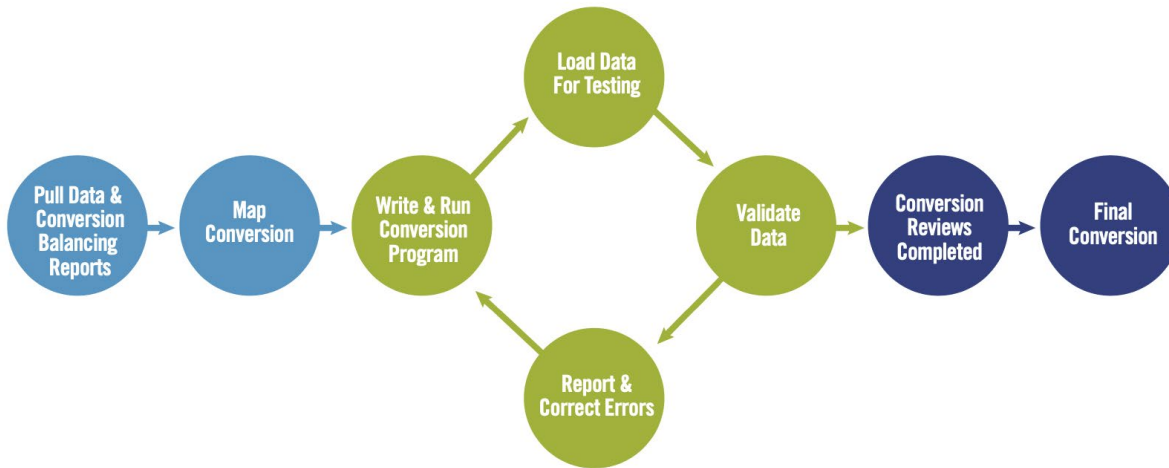 Load Data
For Testing
Pull Data &
Conversion
Balancing
Reports
Map
Conversion
Write & Run
Conversion
Program
Validate
Data
Conversion
Reviews
Completed
Final
Conversion
Report &
Correct Errors